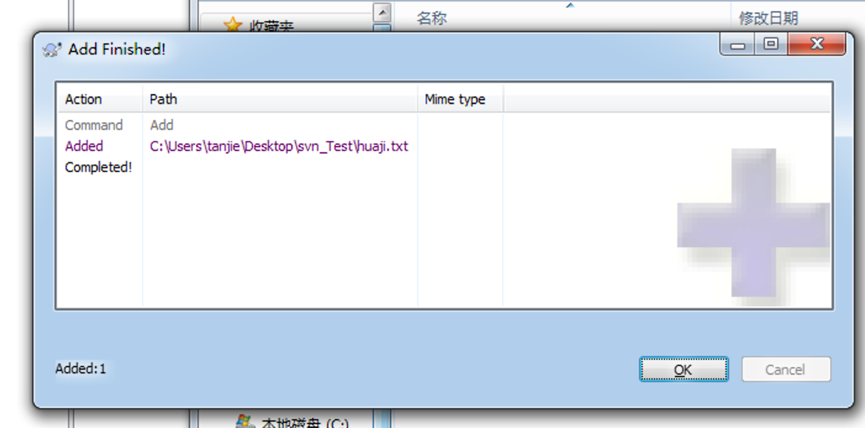 收藏夹
名称 修改日期
Add Finished!
Action Path Mime type
Command Add
Added C:\Users\tanjie\Desktop\svn_Test\huaji.txt
Completed!
Added:1
OK Cancel
本地磁盘 (C:)